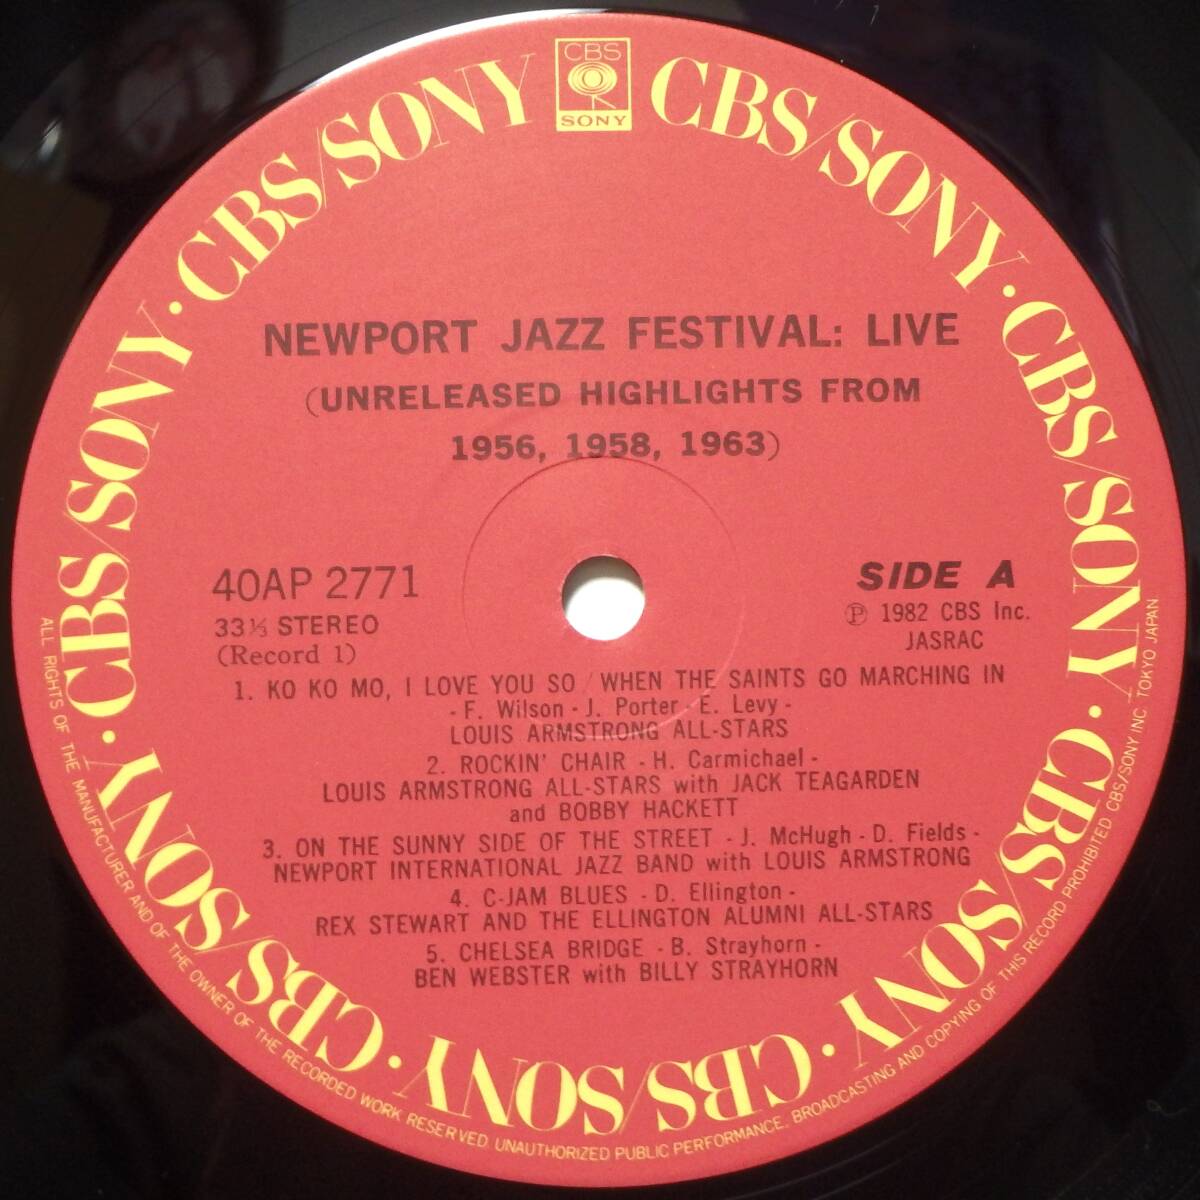 CBS
SONY
CBS/SONY · CBS/SONY · CBS/SONY · CBS/SONY · CBS/SONY · CBS/SONY · CBS/SONY · CBS/SONY
NEWPORT JAZZ FESTIVAL: LIVE
(UNRELEASED HIGHLIGHTS FROM
1956, 1958, 1963)
40AP 2771
33⅓ STEREO
(Record 1)
SIDE A
Ⓟ 1982 CBS Inc.
JASRAC
1. KO KO MO, I LOVE YOU SO / WHEN THE SAINTS GO MARCHING IN
- F. Wilson - J. Porter - E. Levy -
LOUIS ARMSTRONG ALL-STARS
2. ROCKIN' CHAIR - H. Carmichael -
LOUIS ARMSTRONG ALL-STARS with JACK TEAGARDEN
and BOBBY HACKETT
3. ON THE SUNNY SIDE OF THE STREET - J. McHugh - D. Fields -
NEWPORT INTERNATIONAL JAZZ BAND with LOUIS ARMSTRONG
4. C-JAM BLUES - D. Ellington -
REX STEWART AND THE ELLINGTON ALUMNI ALL-STARS
5. CHELSEA BRIDGE - B. Strayhorn -
BEN WEBSTER with BILLY STRAYHORN
ALL RIGHTS OF THE MANUFACTURER AND OF THE OWNER OF THE RECORDED WORK RESERVED. UNAUTHORIZED PUBLIC PERFORMANCE, BROADCASTING AND COPYING OF THIS RECORD PROHIBITED CBS/SONY INC. TOKYO JAPAN